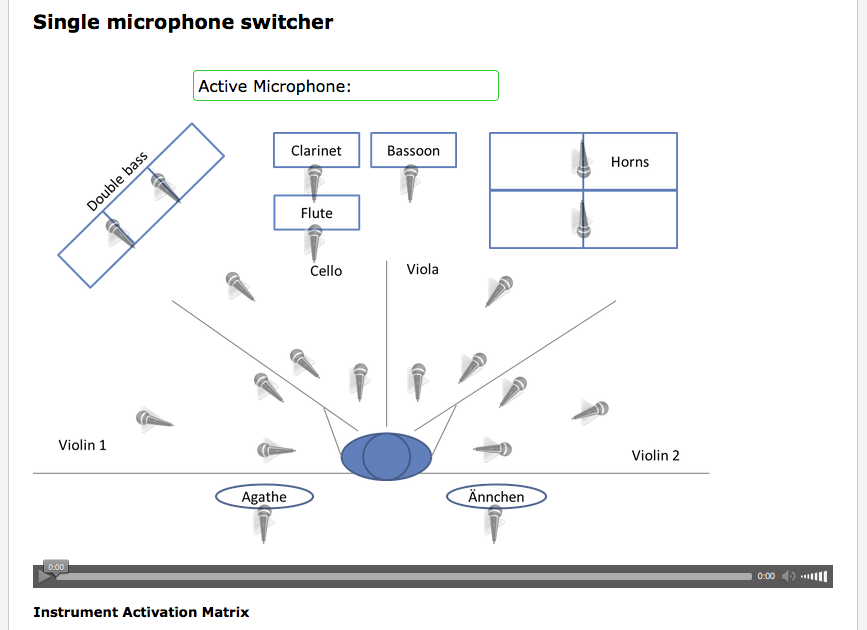 Single microphone switcher
Active Microphone:
Double bass
Clarinet
Bassoon
Horns
Flute
Cello
Viola
Violin 1
Violin 2
Agathe
Ännchen
0:00
0:00
Instrument Activation Matrix